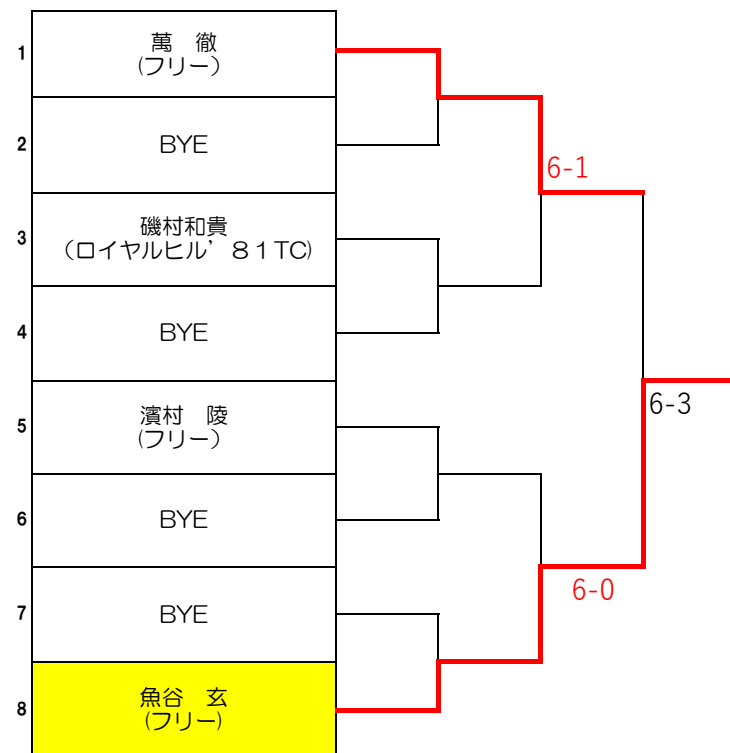 1
萬　徹
(フリー)
2
BYE
6-1
3
磯村和貴
（ロイヤルヒル’８１TC)
4
BYE
5
濱村　陵
(フリー)
6-3
6
BYE
6-0
7
BYE
8
魚谷　玄
(フリー)